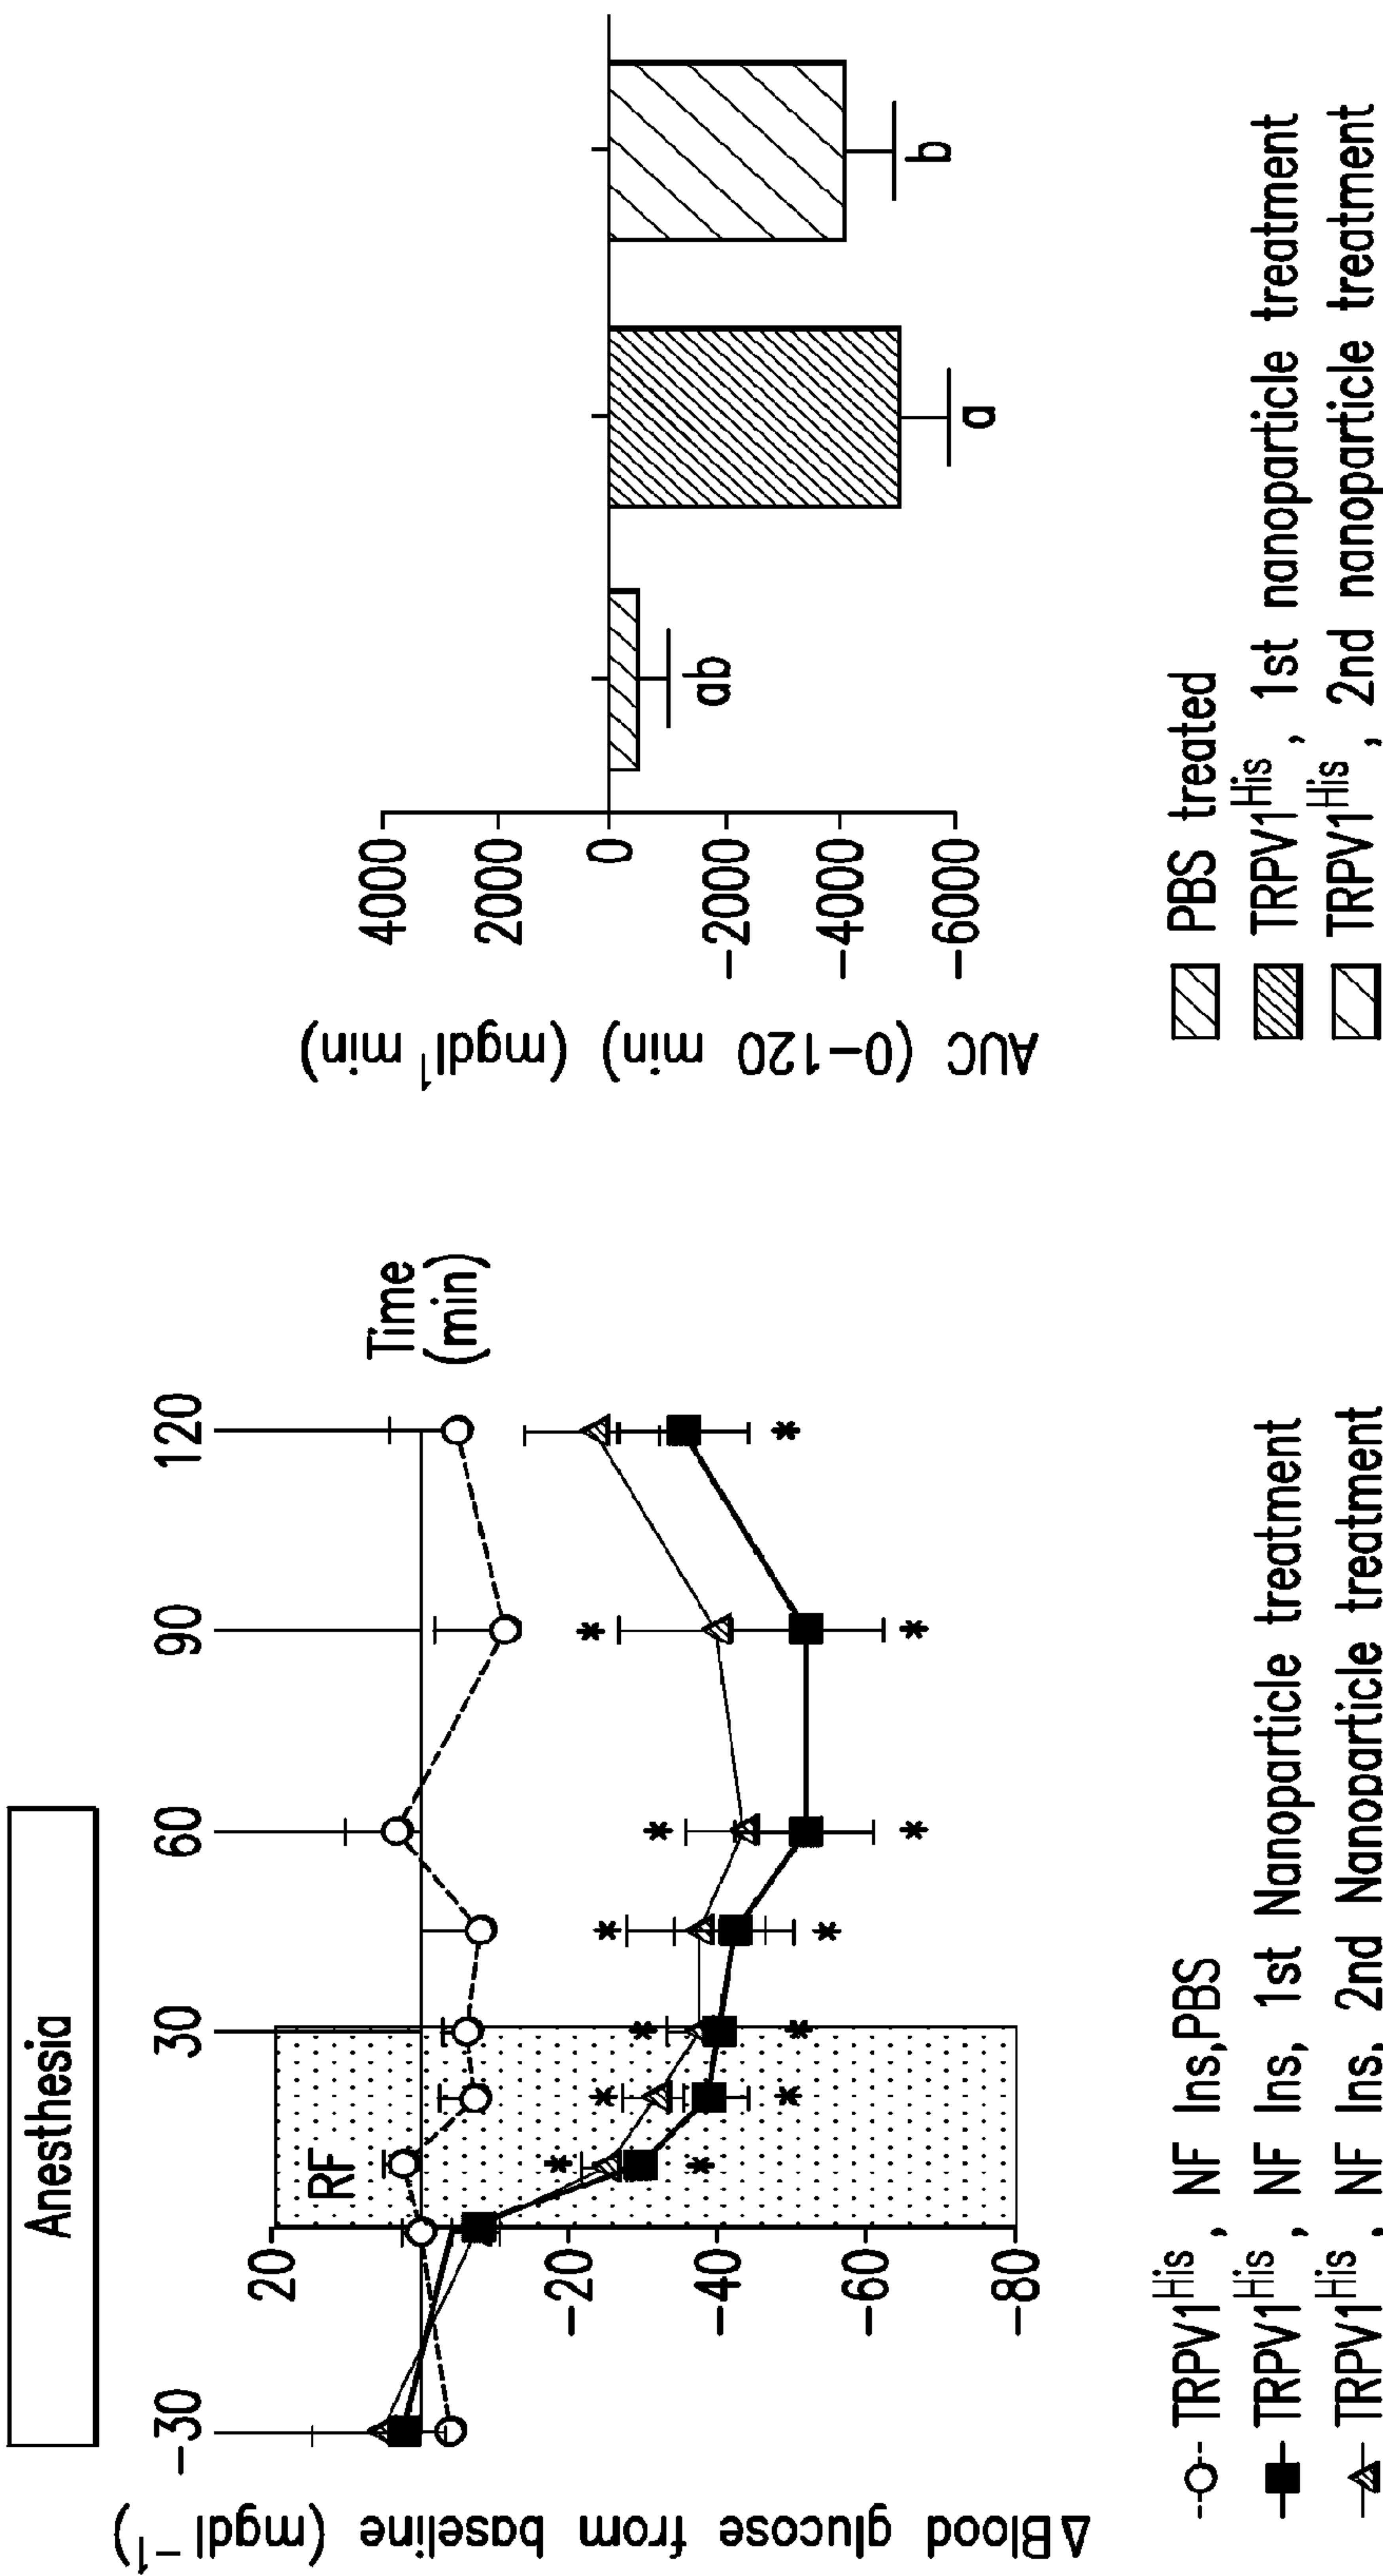 Anesthesia
-30
30
60
90
120
Time
(min)
ΔBlood glucose from baseline (mgdl⁻¹)
20
-20
-40
-60
-80
RF
*
*
*
*
*
*
*
*
*
*
*
*
*
--○-- TRPV1ᴴⁱˢ, NF Ins,PBS
TRPV1ᴴⁱˢ, NF Ins, 1st Nanoparticle treatment
TRPV1ᴴⁱˢ, NF Ins, 2nd Nanoparticle treatment
AUC (0-120 min) (mgdl¹ min)
4000
2000
0
-2000
-4000
-6000
ab
a
b
PBS treated
TRPV1ᴴⁱˢ, 1st nanoparticle treatment
TRPV1ᴴⁱˢ, 2nd nanoparticle treatment